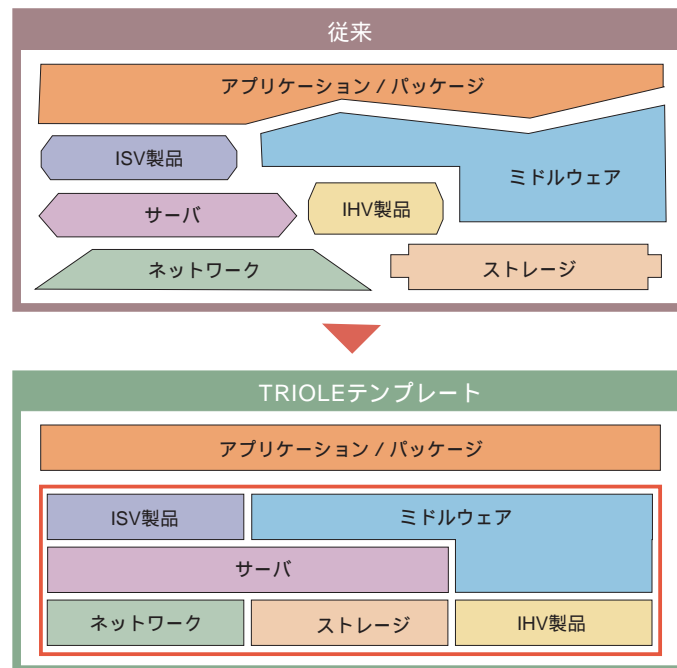 従来
アプリケーション / パッケージ
ISV製品
ミドルウェア
サーバ
IHV製品
ネットワーク
ストレージ
TRIOLEテンプレート
アプリケーション / パッケージ
ISV製品
ミドルウェア
サーバ
ネットワーク
ストレージ
IHV製品